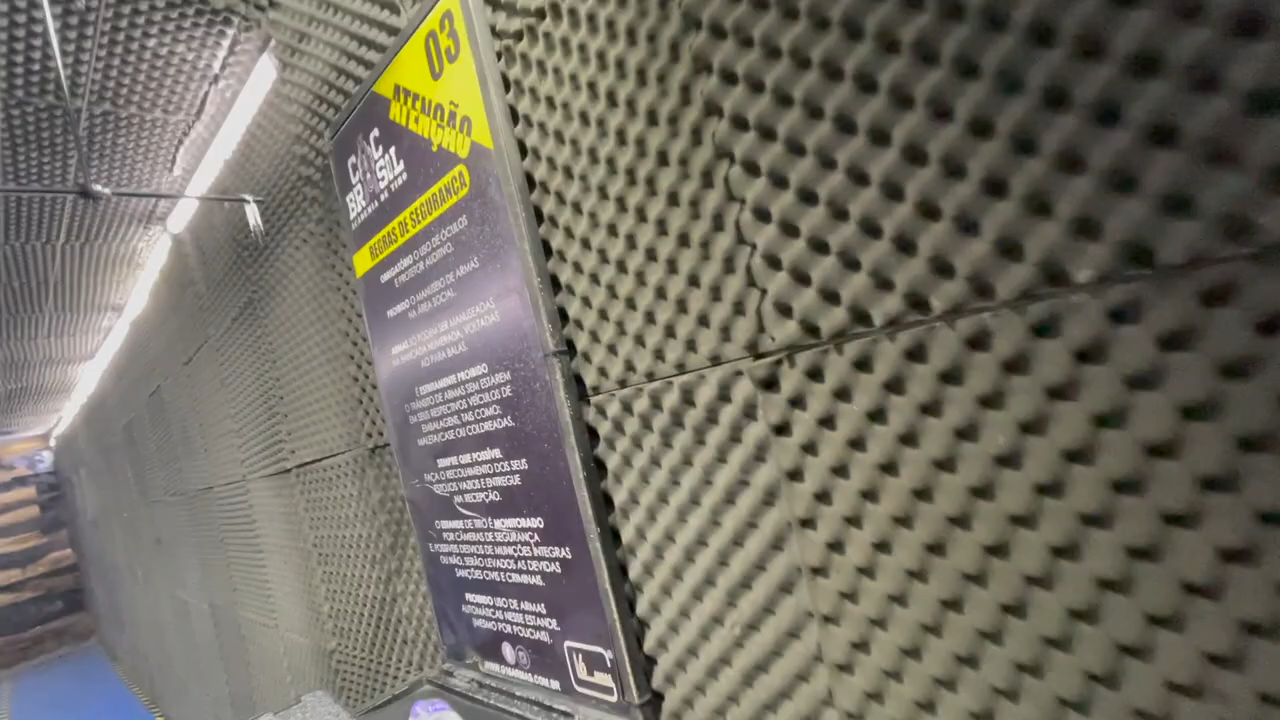 03
ATENÇÃO
CAC
BRASIL
ACADEMIA DE TIRO
REGRAS DE SEGURANÇA
OBRIGATÓRIO O USO DE ÓCULOS
E PROTETOR AUDITIVO.
PROIBIDO O MANUSEIO DE ARMAS
NA ÁREA SOCIAL.
ARMAS SÓ PODEM SER MANUSEADAS
NA BANCADA NUMERADA, VOLTADAS
AO PARA BALAS.
É ESTRITAMENTE PROIBIDO
O TRÂNSITO DE ARMAS SEM ESTAREM
EM SEUS RESPECTIVOS VEÍCULOS DE
EMBALAGENS, TAIS COMO:
MALETA/CASE OU COLDREADAS.
SEMPRE QUE POSSÍVEL
FAÇA O RECOLHIMENTO DOS SEUS
ESTOJOS VAZIOS E ENTREGUE
NA RECEPÇÃO.
O ESTANDE DE TIRO É MONITORADO
POR CÂMERAS DE SEGURANÇA
E POSSÍVEIS DESVIOS DE MUNIÇÕES ÍNTEGRAS
OU NÃO, SERÃO LEVADOS AS DEVIDAS
SANÇÕES CIVIS E CRIMINAIS.
PROIBIDO USO DE ARMAS
AUTOMÁTICAS NESSE ESTANDE.
(MESMO POR POLICIAIS).